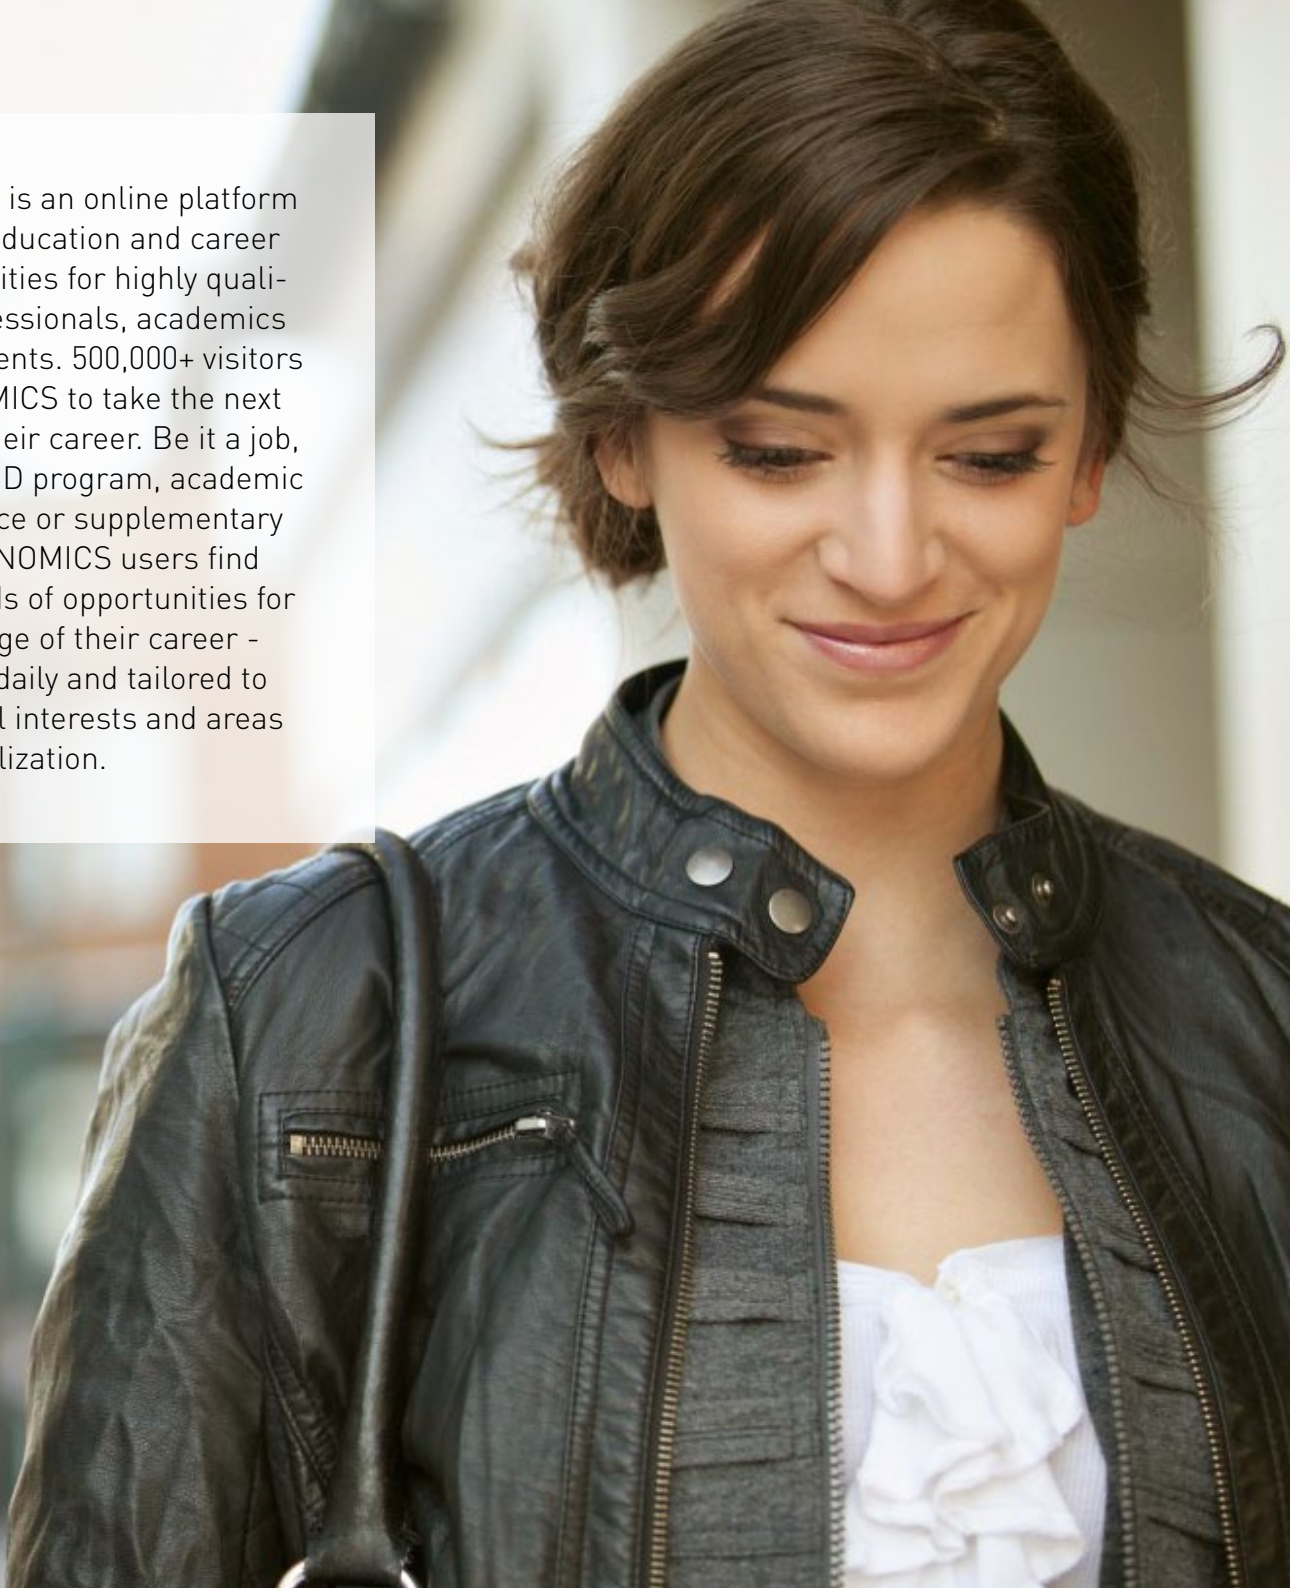 is an online platform
ducation and career
ities for highly quali-
essionals, academics
ents. 500,000+ visitors
MICS to take the next
eir career. Be it a job,
D program, academic
ce or supplementary
NOMICS users find
ls of opportunities for
ge of their career -
daily and tailored to
l interests and areas
lization.